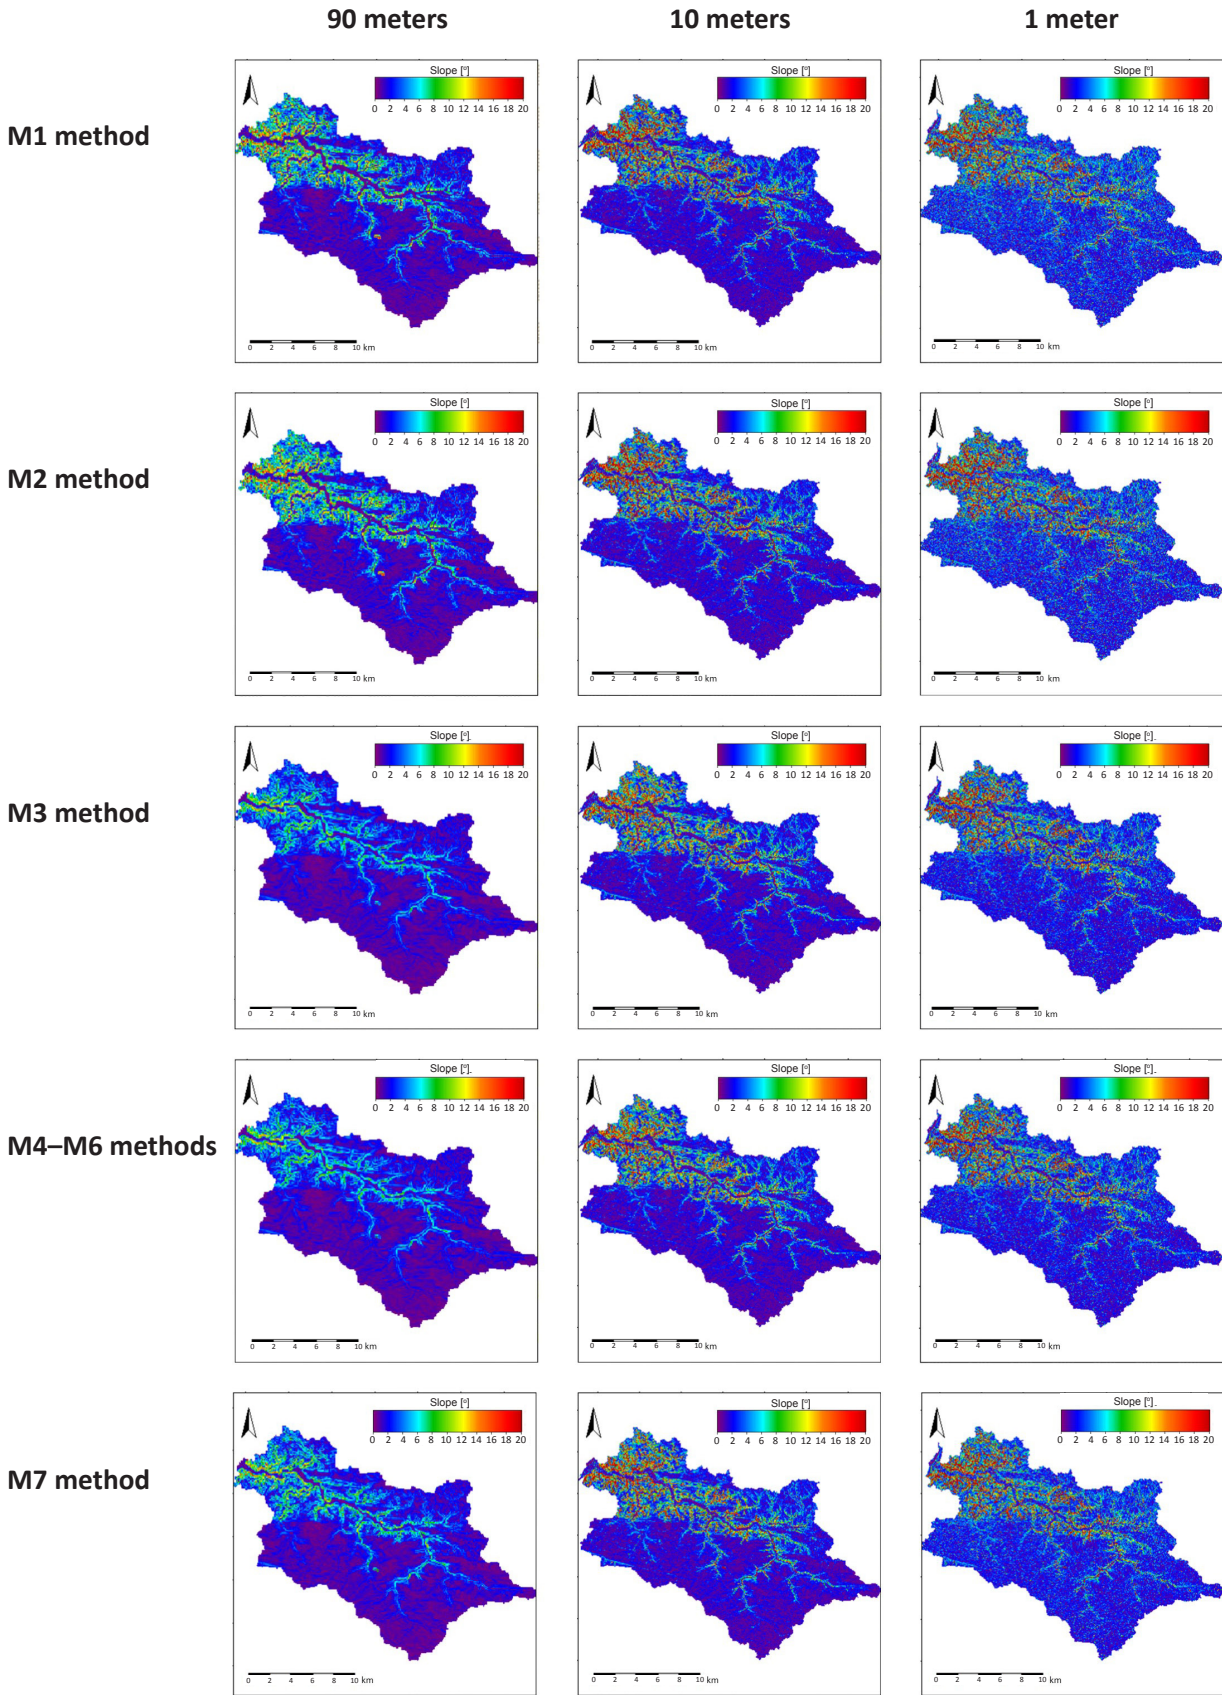 90 meters 10 meters 1 meter
M1 method
Slope [°] Slope [°] Slope [°]
0 2 4 6 8 10 12 14 16 18 20 0 2 4 6 8 10 12 14 16 18 20 0 2 4 6 8 10 12 14 16 18 20
0 2 4 6 8 10 km 0 2 4 6 8 10 km 0 2 4 6 8 10 km
M2 method
Slope [°] Slope [°] Slope [°]
0 2 4 6 8 10 12 14 16 18 20 0 2 4 6 8 10 12 14 16 18 20 0 2 4 6 8 10 12 14 16 18 20
0 2 4 6 8 10 km 0 2 4 6 8 10 km 0 2 4 6 8 10 km
M3 method
Slope [°] Slope [°] Slope [°]
0 2 4 6 8 10 12 14 16 18 20 0 2 4 6 8 10 12 14 16 18 20 0 2 4 6 8 10 12 14 16 18 20
0 2 4 6 8 10 km 0 2 4 6 8 10 km 0 2 4 6 8 10 km
M4–M6 methods
Slope [°] Slope [°] Slope [°]
0 2 4 6 8 10 12 14 16 18 20 0 2 4 6 8 10 12 14 16 18 20 0 2 4 6 8 10 12 14 16 18 20
0 2 4 6 8 10 km 0 2 4 6 8 10 km 0 2 4 6 8 10 km
M7 method
Slope [°] Slope [°] Slope [°]
0 2 4 6 8 10 12 14 16 18 20 0 2 4 6 8 10 12 14 16 18 20 0 2 4 6 8 10 12 14 16 18 20
0 2 4 6 8 10 km 0 2 4 6 8 10 km 0 2 4 6 8 10 km